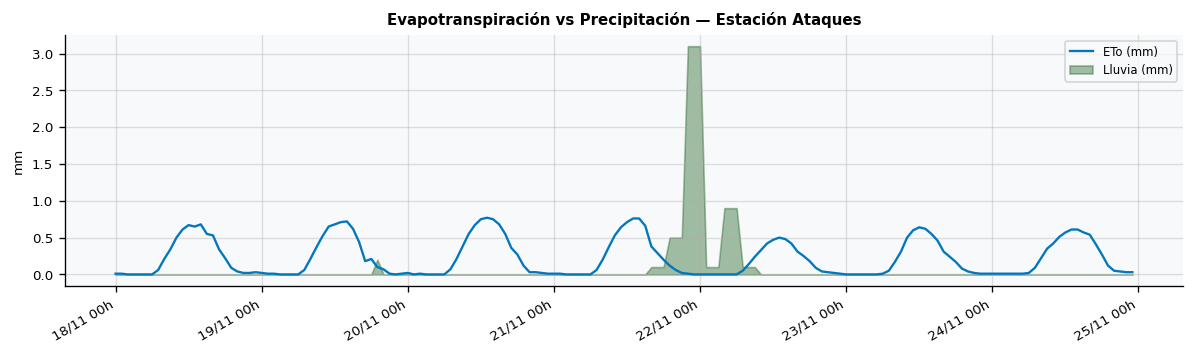 Evapotranspiración vs Precipitación — Estación Ataques
ETo (mm)
Lluvia (mm)
mm
3.0
2.5
2.0
1.5
1.0
0.5
0.0
18/11 00h
19/11 00h
20/11 00h
21/11 00h
22/11 00h
23/11 00h
24/11 00h
25/11 00h